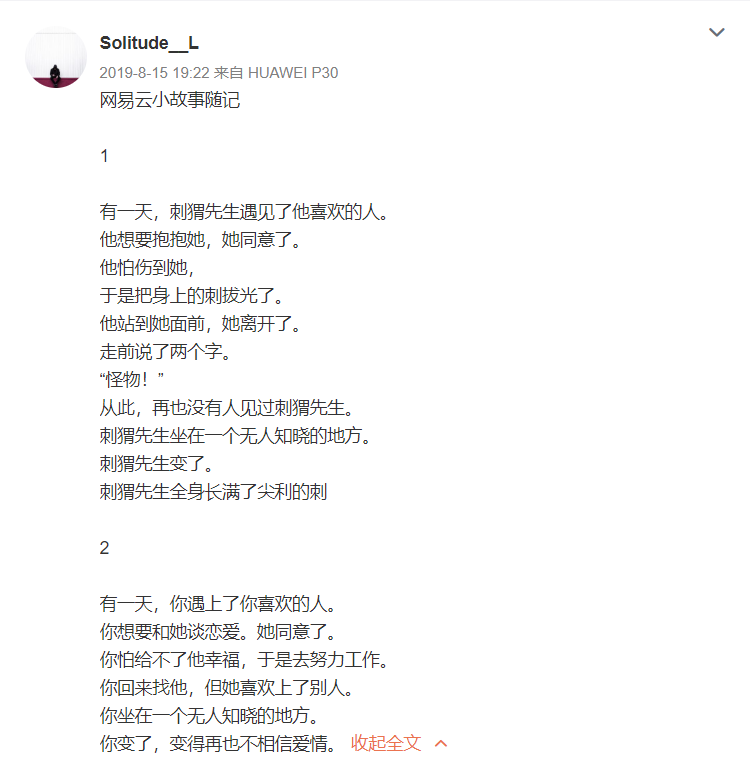 Solitude__L
2019-8-15 19:22 来自 HUAWEI P30
网易云小故事随记
1
有一天，刺猬先生遇见了他喜欢的人。
他想要抱抱她，她同意了。
他怕伤到她，
于是把身上的刺拔光了。
他站到她面前，她离开了。
走前说了两个字。
“怪物！”
从此，再也没有人见过刺猬先生。
刺猬先生坐在一个无人知晓的地方。
刺猬先生变了。
刺猬先生全身长满了尖利的刺
2
有一天，你遇上了你喜欢的人。
你想要和她谈恋爱。她同意了。
你怕给不了他幸福，于是去努力工作。
你回来找他，但她喜欢上了别人。
你坐在一个无人知晓的地方。
你变了，变得再也不相信爱情。 收起全文